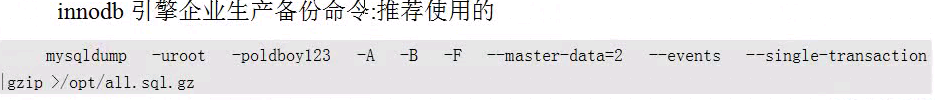 innodb 引擎企业生产备份命令:推荐使用的
mysqldump -uroot -poldboy123 -A -B -F --master-data=2 --events --single-transaction
|gzip >/opt/all.sql.gz